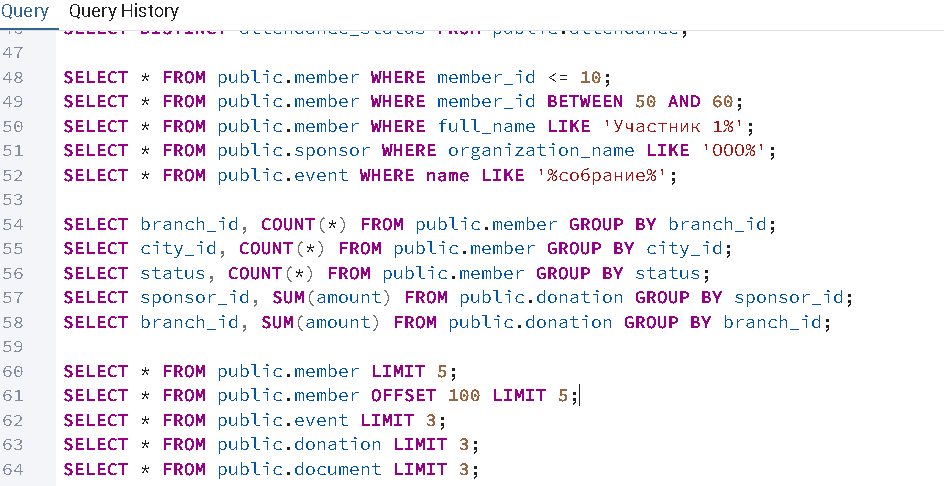 Query Query History
46 SELECT DISTINCT attendance_status FROM public.attendance;
47
48 SELECT * FROM public.member WHERE member_id <= 10;
49 SELECT * FROM public.member WHERE member_id BETWEEN 50 AND 60;
50 SELECT * FROM public.member WHERE full_name LIKE 'Участник 1%';
51 SELECT * FROM public.sponsor WHERE organization_name LIKE 'ООО%';
52 SELECT * FROM public.event WHERE name LIKE '%собрание%';
53
54 SELECT branch_id, COUNT(*) FROM public.member GROUP BY branch_id;
55 SELECT city_id, COUNT(*) FROM public.member GROUP BY city_id;
56 SELECT status, COUNT(*) FROM public.member GROUP BY status;
57 SELECT sponsor_id, SUM(amount) FROM public.donation GROUP BY sponsor_id;
58 SELECT branch_id, SUM(amount) FROM public.donation GROUP BY branch_id;
59
60 SELECT * FROM public.member LIMIT 5;
61 SELECT * FROM public.member OFFSET 100 LIMIT 5;
62 SELECT * FROM public.event LIMIT 3;
63 SELECT * FROM public.donation LIMIT 3;
64 SELECT * FROM public.document LIMIT 3;